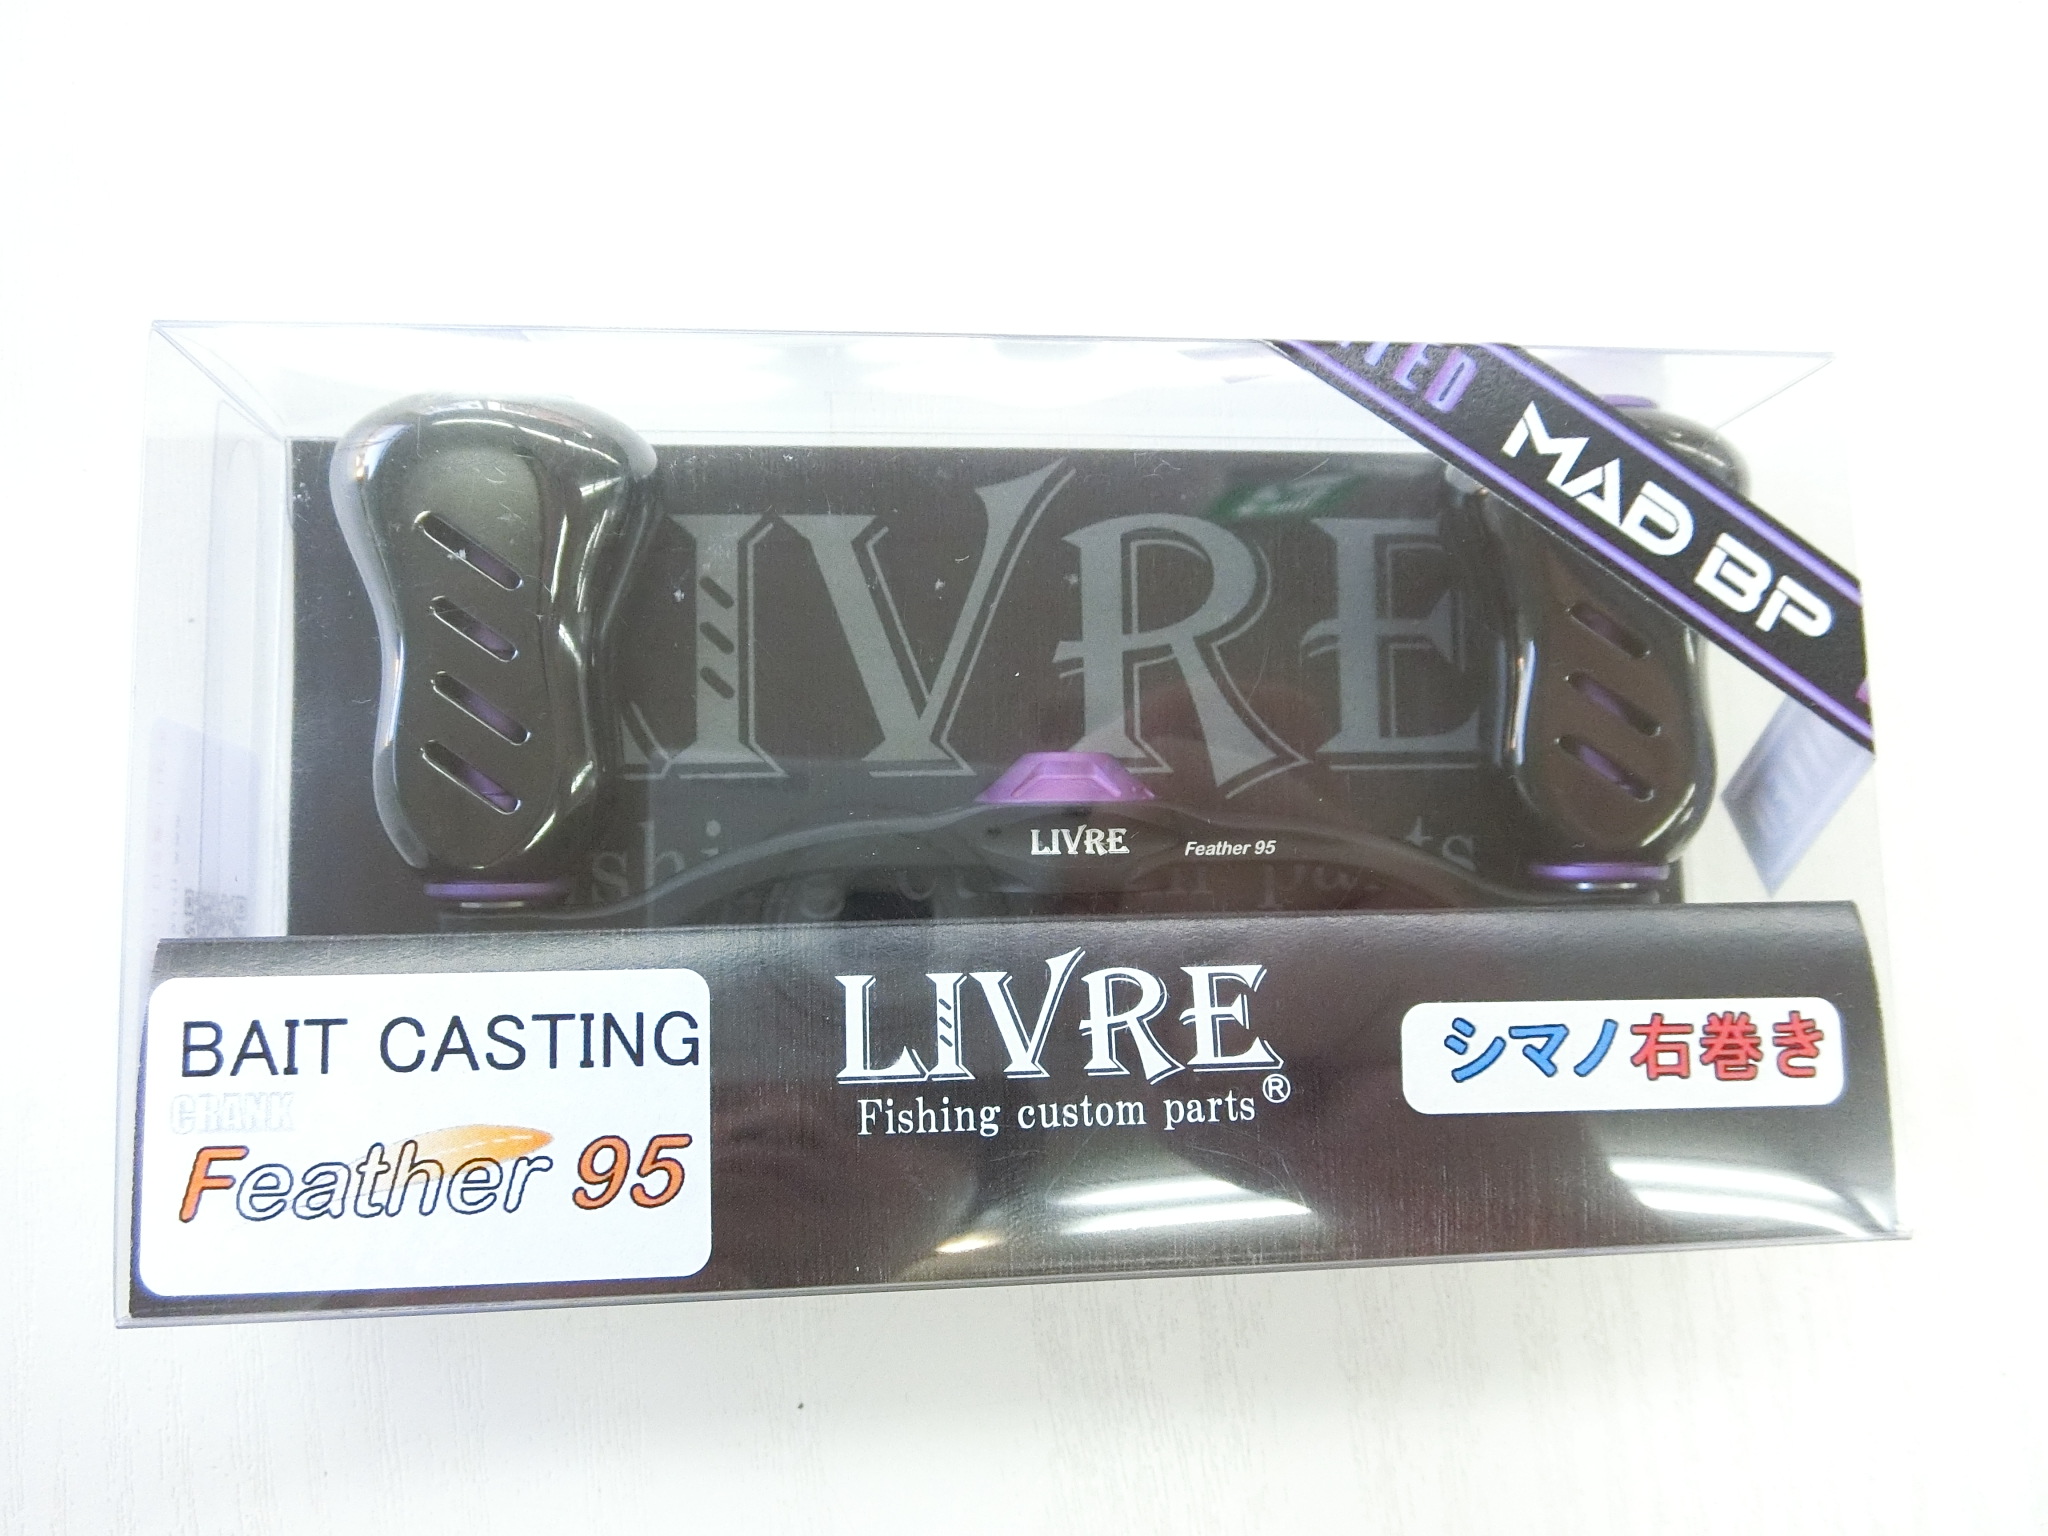 MAD BP
LIVRE
LIVRE
Feather 95
BAIT CASTING
CRANK
Feather 95
LIVRE®
Fishing custom parts
シマノ右巻き